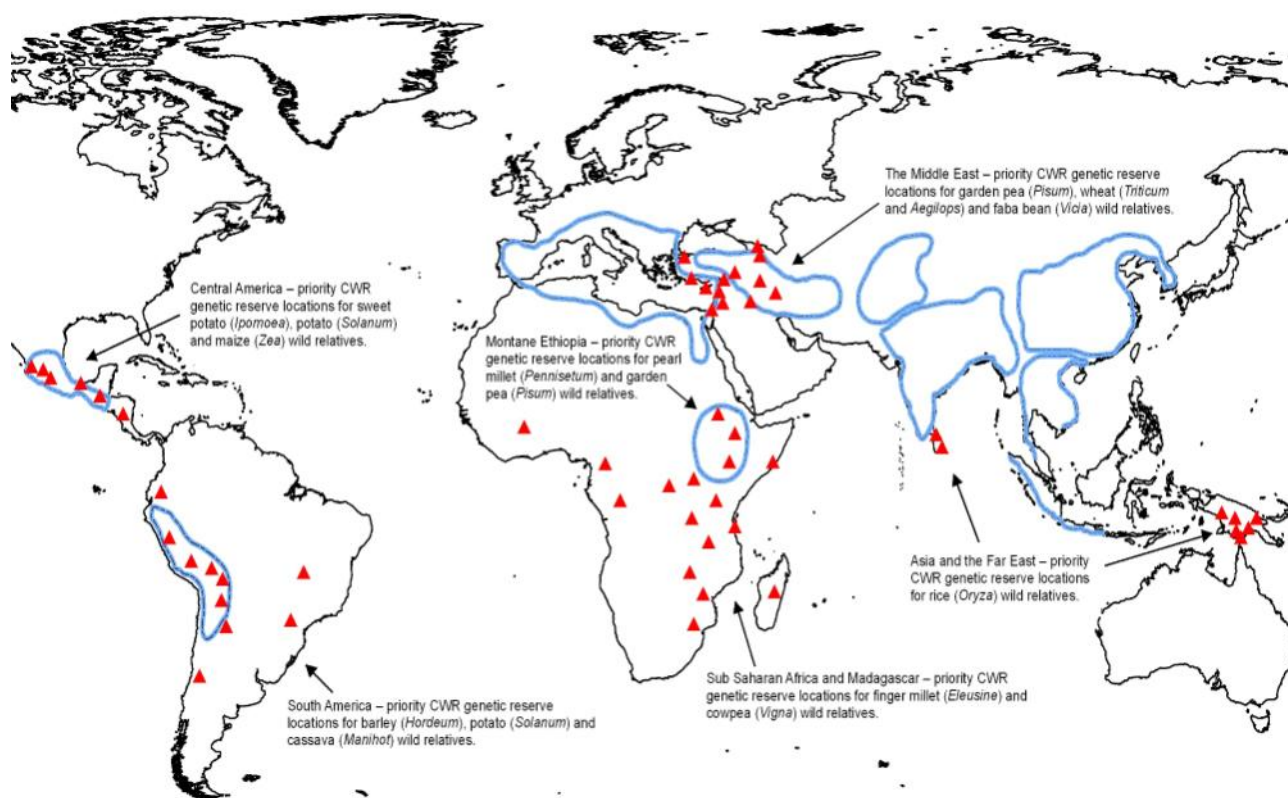 The Middle East – priority CWR genetic reserve
locations for garden pea (Pisum), wheat (Triticum
and Aegilops) and faba bean (Vicia) wild relatives.
Central America – priority CWR
genetic reserve locations for sweet
potato (Ipomoea), potato (Solanum)
and maize (Zea) wild relatives.
Montane Ethiopia – priority CWR
genetic reserve locations for pearl
millet (Pennisetum) and garden
pea (Pisum) wild relatives.
Asia and the Far East – priority
CWR genetic reserve locations
for rice (Oryza) wild relatives.
Sub Saharan Africa and Madagascar – priority CWR
genetic reserve locations for finger millet (Eleusine) and
cowpea (Vigna) wild relatives.
South America – priority CWR genetic reserve
locations for barley (Hordeum), potato (Solanum) and
cassava (Manihot) wild relatives.